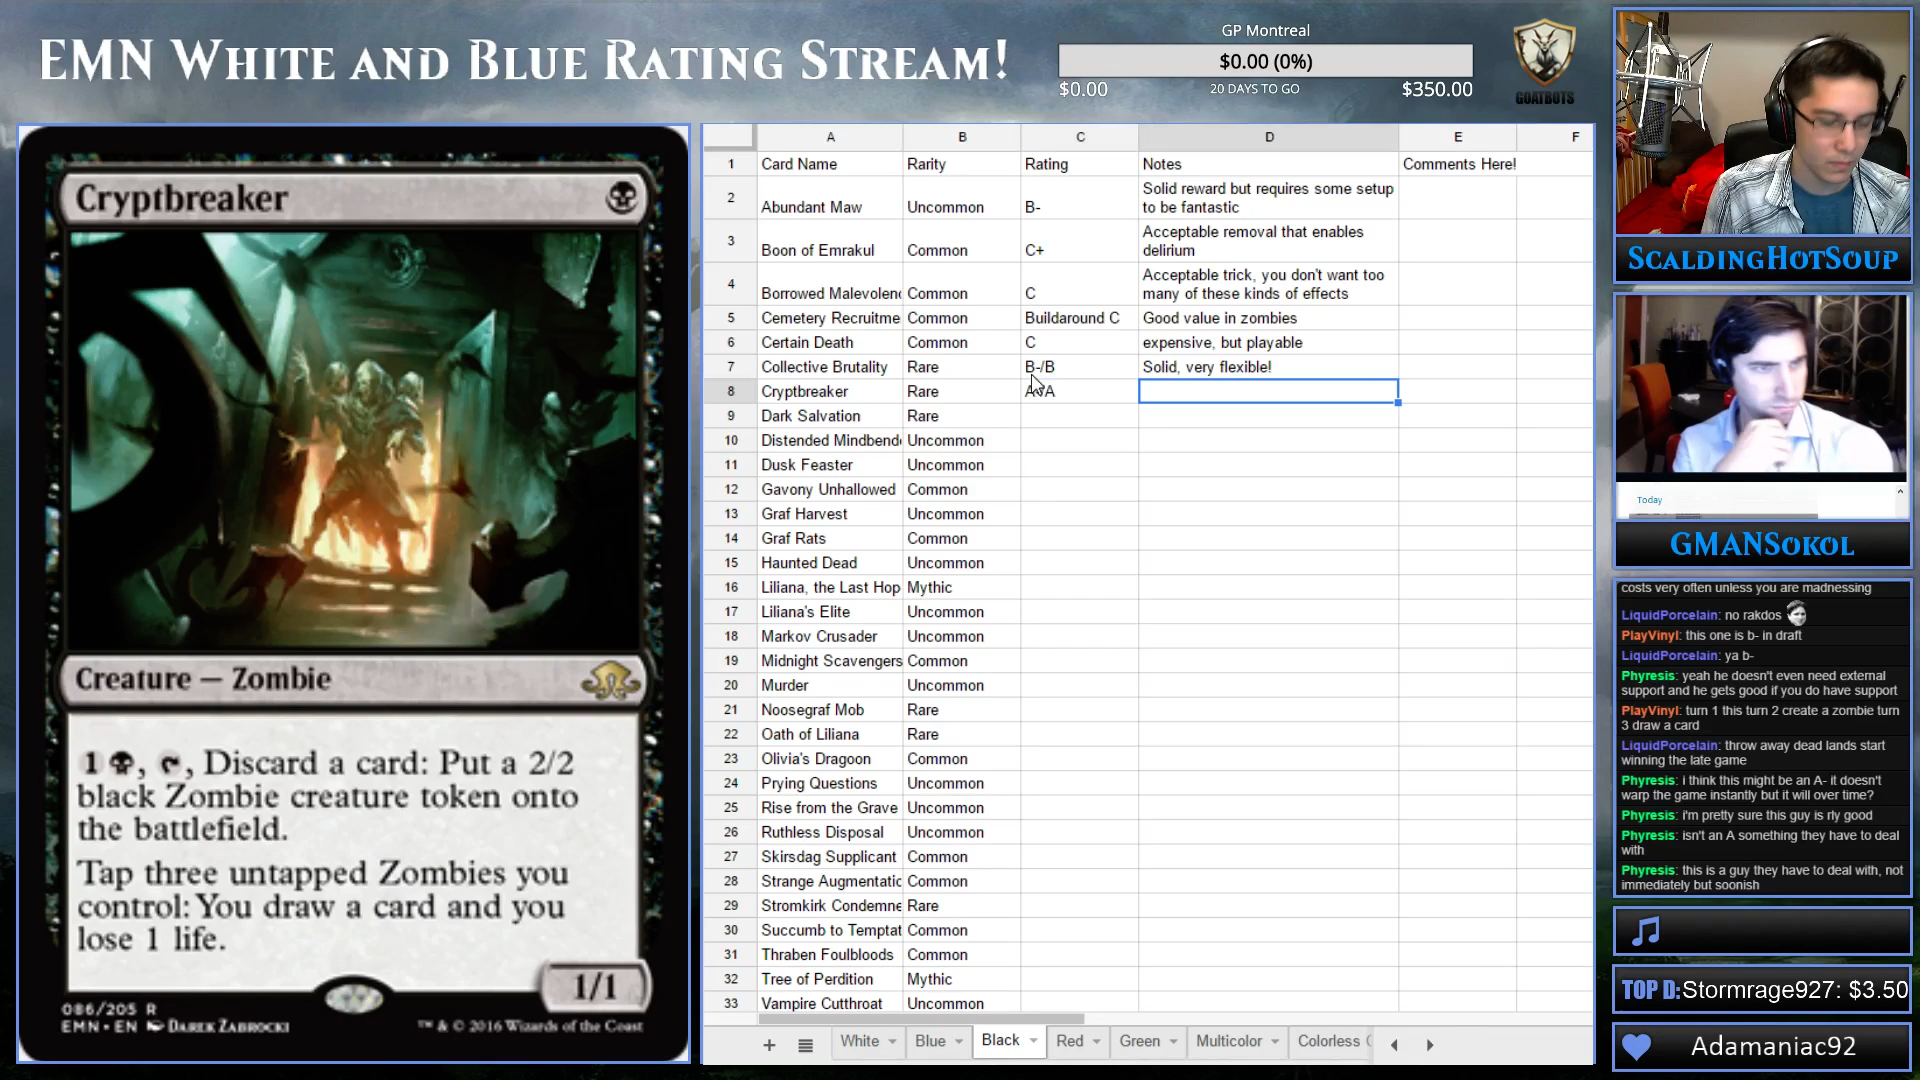 EMN White and Blue Rating Stream!
GP Montreal
$0.00 (0%)
$0.00
20 DAYS TO GO
$350.00
GOATBOTS
Cryptbreaker
Creature — Zombie
1, , Discard a card: Put a 2/2
black Zombie creature token onto
the battlefield.
Tap three untapped Zombies you
control: You draw a card and you
lose 1 life.
1/1
086/205 R
EMN • EN Darek Zabrocki
™ & © 2016 Wizards of the Coast
A B C D E F
1 Card Name Rarity Rating Notes Comments Here!
2 Abundant Maw Uncommon B- Solid reward but requires some setup
to be fantastic
3 Boon of Emrakul Common C+ Acceptable removal that enables
delirium
4 Borrowed Malevolenc Common C Acceptable trick, you don't want too
many of these kinds of effects
5 Cemetery Recruitme Common Buildaround C Good value in zombies
6 Certain Death Common C expensive, but playable
7 Collective Brutality Rare B-/B Solid, very flexible!
8 Cryptbreaker Rare
9 Dark Salvation Rare
10 Distended Mindbend Uncommon
11 Dusk Feaster Uncommon
12 Gavony Unhallowed Common
13 Graf Harvest Uncommon
14 Graf Rats Common
15 Haunted Dead Uncommon
16 Liliana, the Last Hop Mythic
17 Liliana's Elite Uncommon
18 Markov Crusader Uncommon
19 Midnight Scavengers Common
20 Murder Uncommon
21 Noosegraf Mob Rare
22 Oath of Liliana Rare
23 Olivia's Dragoon Common
24 Prying Questions Uncommon
25 Rise from the Grave Uncommon
26 Ruthless Disposal Uncommon
27 Skirsdag Supplicant Common
28 Strange Augmentatic Common
29 Stromkirk Condemne Rare
30 Succumb to Temptat Common
31 Thraben Foulbloods Common
32 Tree of Perdition Mythic
33 Vampire Cutthroat Uncommon
+ White Blue Black Red Green Multicolor Colorless
ScaldingHotSoup
Today
GMANSokol
costs very often unless you are madnessing
LiquidPorcelain: no rakdos
PlayVinyl: this one is b- in draft
LiquidPorcelain: ya b-
Phyresis: yeah he doesn't even need external
support and he gets good if you do have support
PlayVinyl: turn 1 this turn 2 create a zombie turn
3 draw a card
LiquidPorcelain: throw away dead lands start
winning the late game
Phyresis: i think this might be an A- it doesn't
warp the game instantly but it will over time?
Phyresis: i'm pretty sure this guy is rly good
Phyresis: isn't an A something they have to deal
with
Phyresis: this is a guy they have to deal with, not
immediately but soonish
TOP D: Stormrage927: $3.50
Adamaniac92